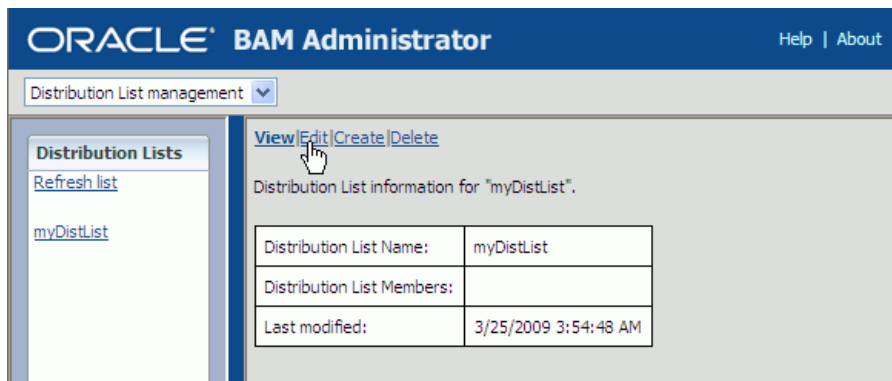 ORACLE BAM Administrator
Help | About
Distribution List management
Distribution Lists
Refresh list
myDistList
View|Edit|Create|Delete
Distribution List information for "myDistList".
Distribution List Name: myDistList
Distribution List Members:
Last modified: 3/25/2009 3:54:48 AM